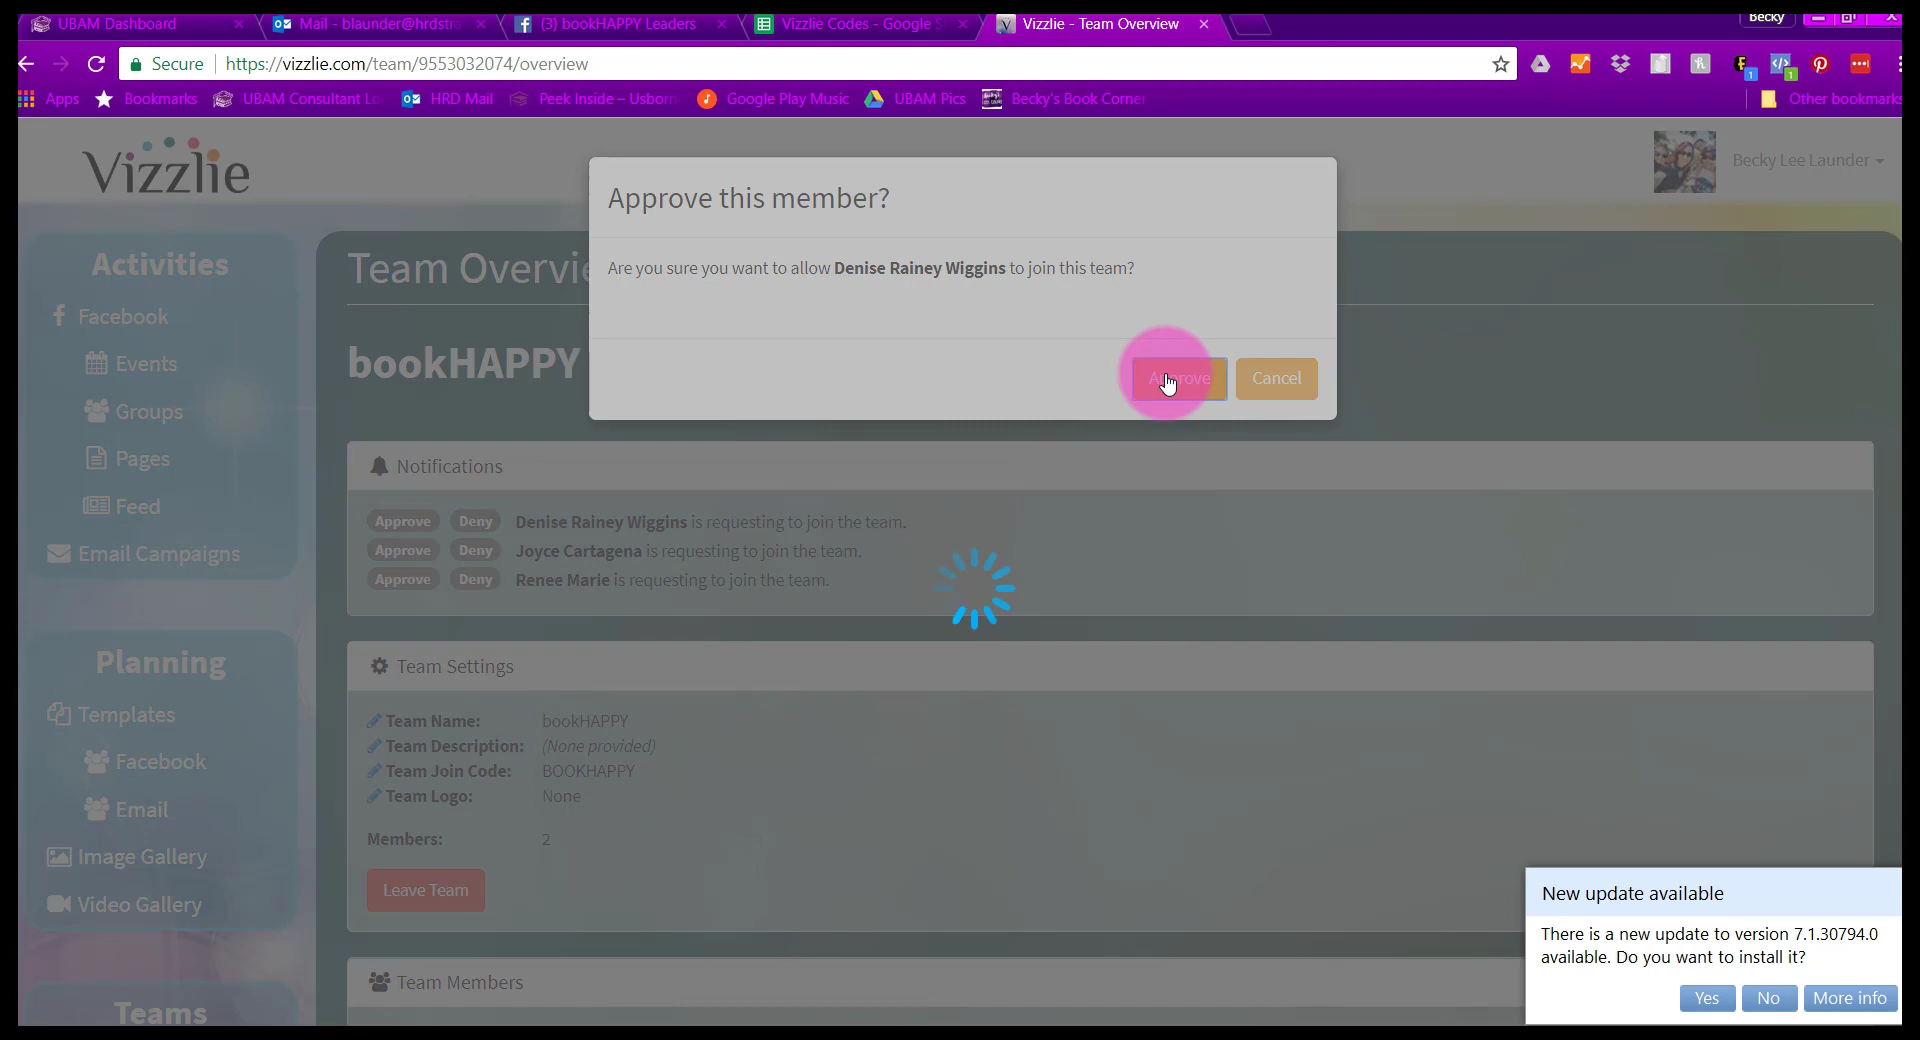 UBAM Dashboard
Mail - blaunder@hrdstra
(3) bookHAPPY Leaders
Vizzlie Codes - Google S
Vizzlie - Team Overview
Becky
Secure https://vizzlie.com/team/9553032074/overview
Apps
Bookmarks
UBAM Consultant Lo
HRD Mail
Peek Inside – Usborn
Google Play Music
UBAM Pics
Becky's Book Corner
Other bookmarks
Vizzlie
Becky Lee Launder
Approve this member?
Are you sure you want to allow Denise Rainey Wiggins to join this team?
Approve
Cancel
Activities
Facebook
Events
Groups
Pages
Feed
Email Campaigns
Planning
Templates
Facebook
Email
Image Gallery
Video Gallery
Teams
Team Overvie
bookHAPPY
Notifications
Approve Deny Denise Rainey Wiggins is requesting to join the team.
Approve Deny Joyce Cartagena is requesting to join the team.
Approve Deny Renee Marie is requesting to join the team.
Team Settings
Team Name: bookHAPPY
Team Description: (None provided)
Team Join Code: BOOKHAPPY
Team Logo: None
Members: 2
Leave Team
Team Members
New update available
There is a new update to version 7.1.30794.0
available. Do you want to install it?
Yes No More info